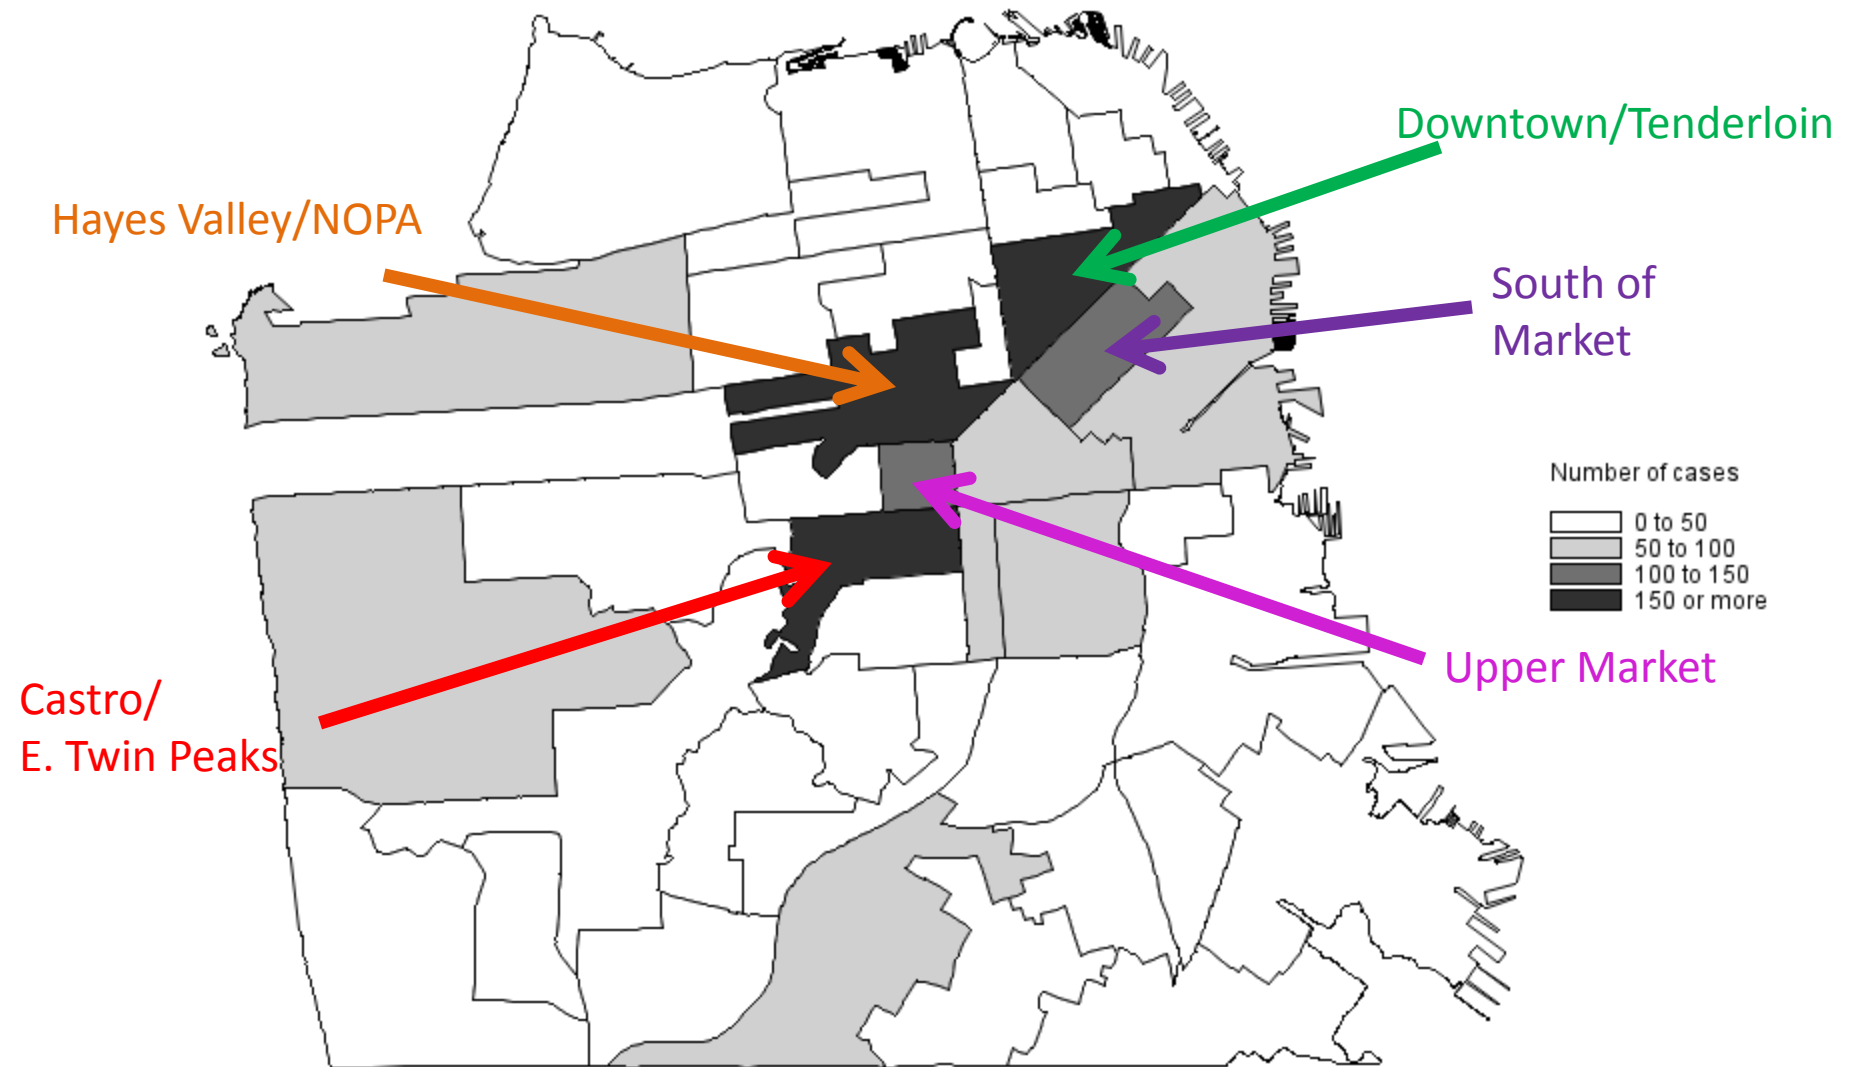 Downtown/Tenderloin
Hayes Valley/NOPA
South of
Market
Number of cases
0 to 50
50 to 100
100 to 150
150 or more
Upper Market
Castro/
E. Twin Peaks